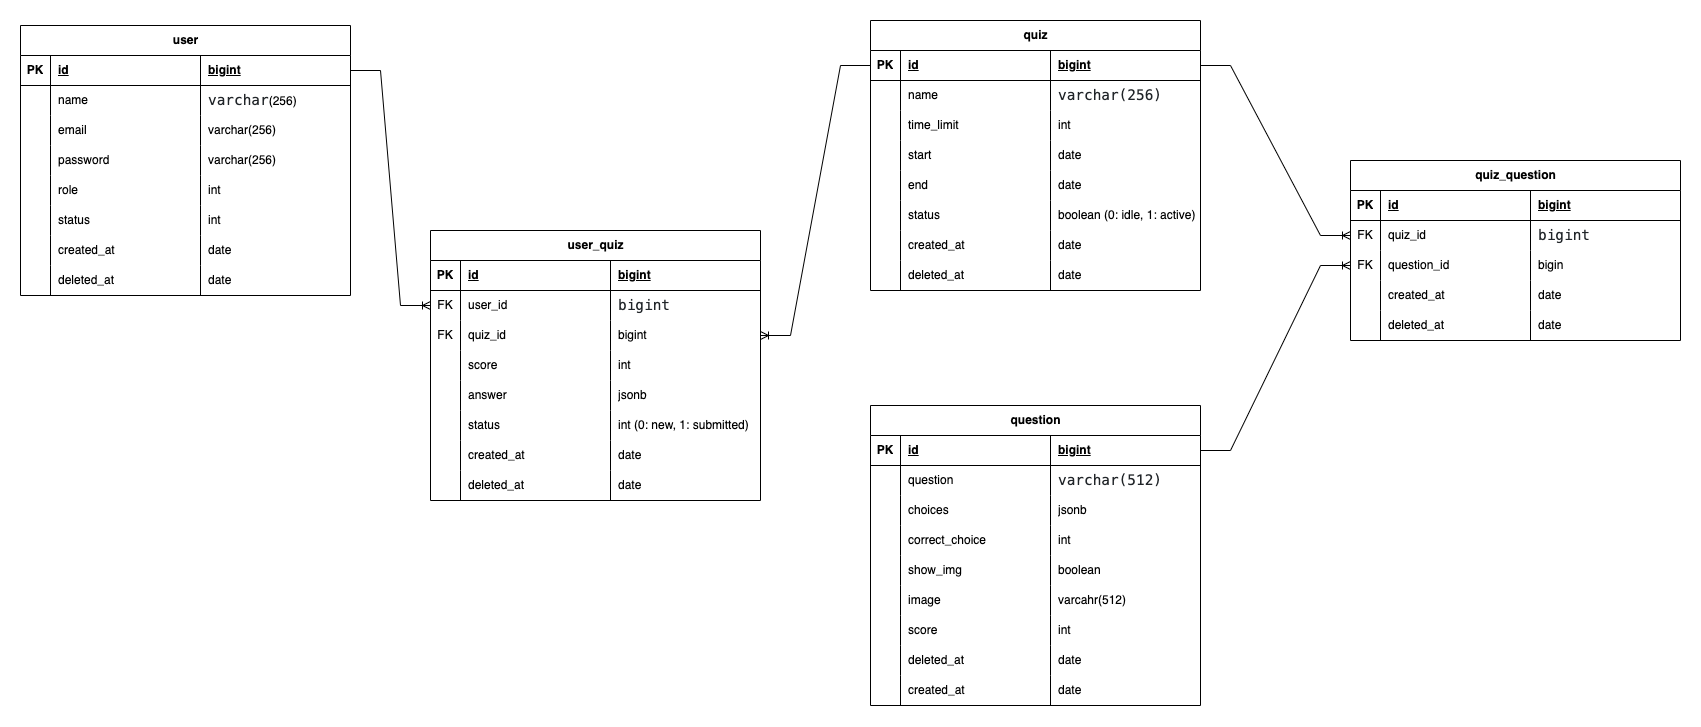 user
PK id bigint
name varchar(256)
email varchar(256)
password varchar(256)
role int
status int
created_at date
deleted_at date
user_quiz
PK id bigint
FK user_id bigint
FK quiz_id bigint
score int
answer jsonb
status int (0: new, 1: submitted)
created_at date
deleted_at date
quiz
PK id bigint
name varchar(256)
time_limit int
start date
end date
status boolean (0: idle, 1: active)
created_at date
deleted_at date
question
PK id bigint
question varchar(512)
choices jsonb
correct_choice int
show_img boolean
image varcahr(512)
score int
deleted_at date
created_at date
quiz_question
PK id bigint
FK quiz_id bigint
FK question_id bigin
created_at date
deleted_at date